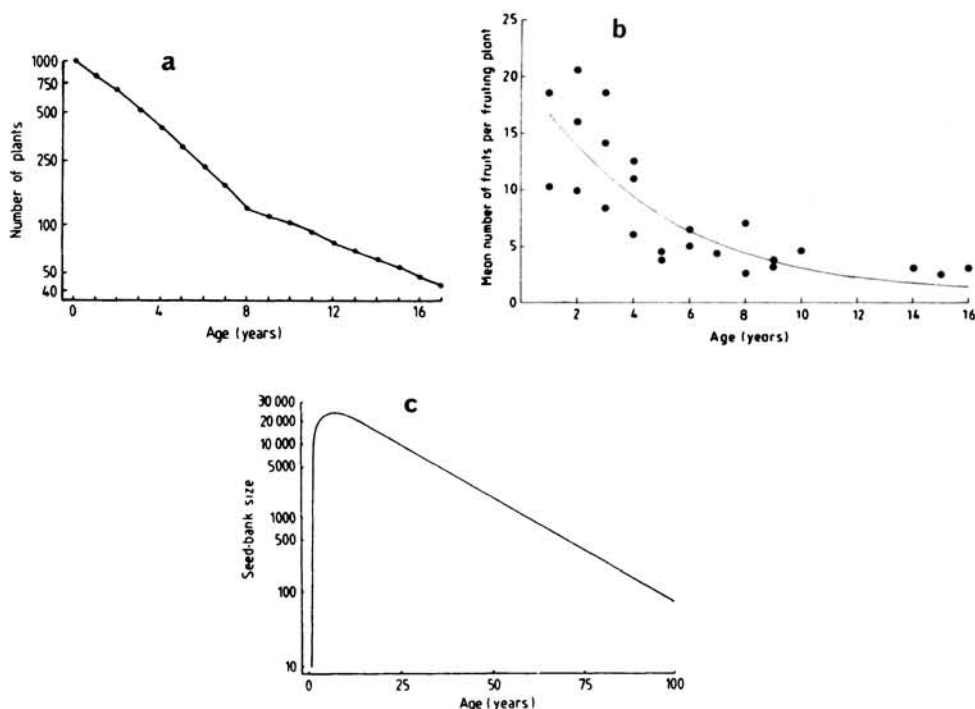 a
1000
750
500
250
100
50
40
Number of plants
0 4 8 12 16
Age (years)
b
25
20
15
10
5
0
Mean number of fruits per fruiting plant
2 4 6 8 10 12 14 16
Age (years)
c
30 000
20 000
10 000
5000
1000
500
100
10
Seed-bank size
0 25 50 75 100
Age (years)